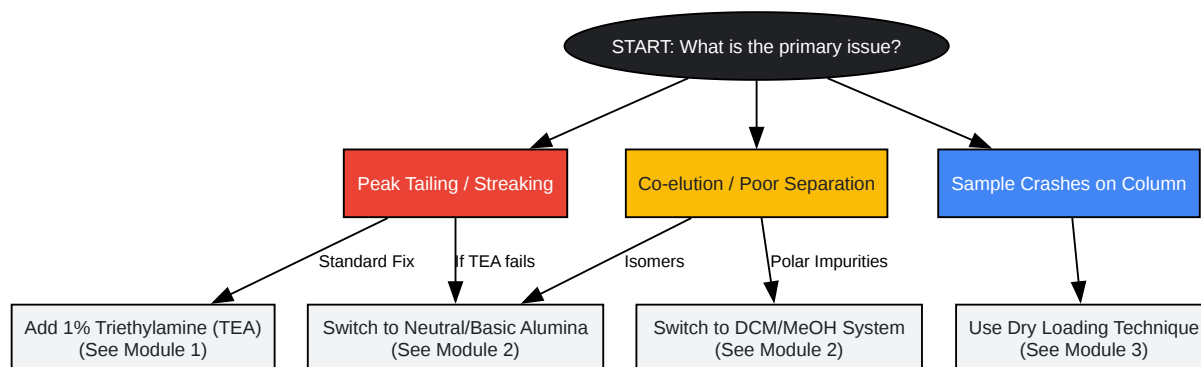 START: What is the primary issue?
Peak Tailing / Streaking
Co-elution / Poor Separation
Sample Crashes on Column
Standard Fix
If TEA fails
Isomers
Polar Impurities
Add 1% Triethylamine (TEA)
(See Module 1)
Switch to Neutral/Basic Alumina
(See Module 2)
Switch to DCM/MeOH System
(See Module 2)
Use Dry Loading Technique
(See Module 3)